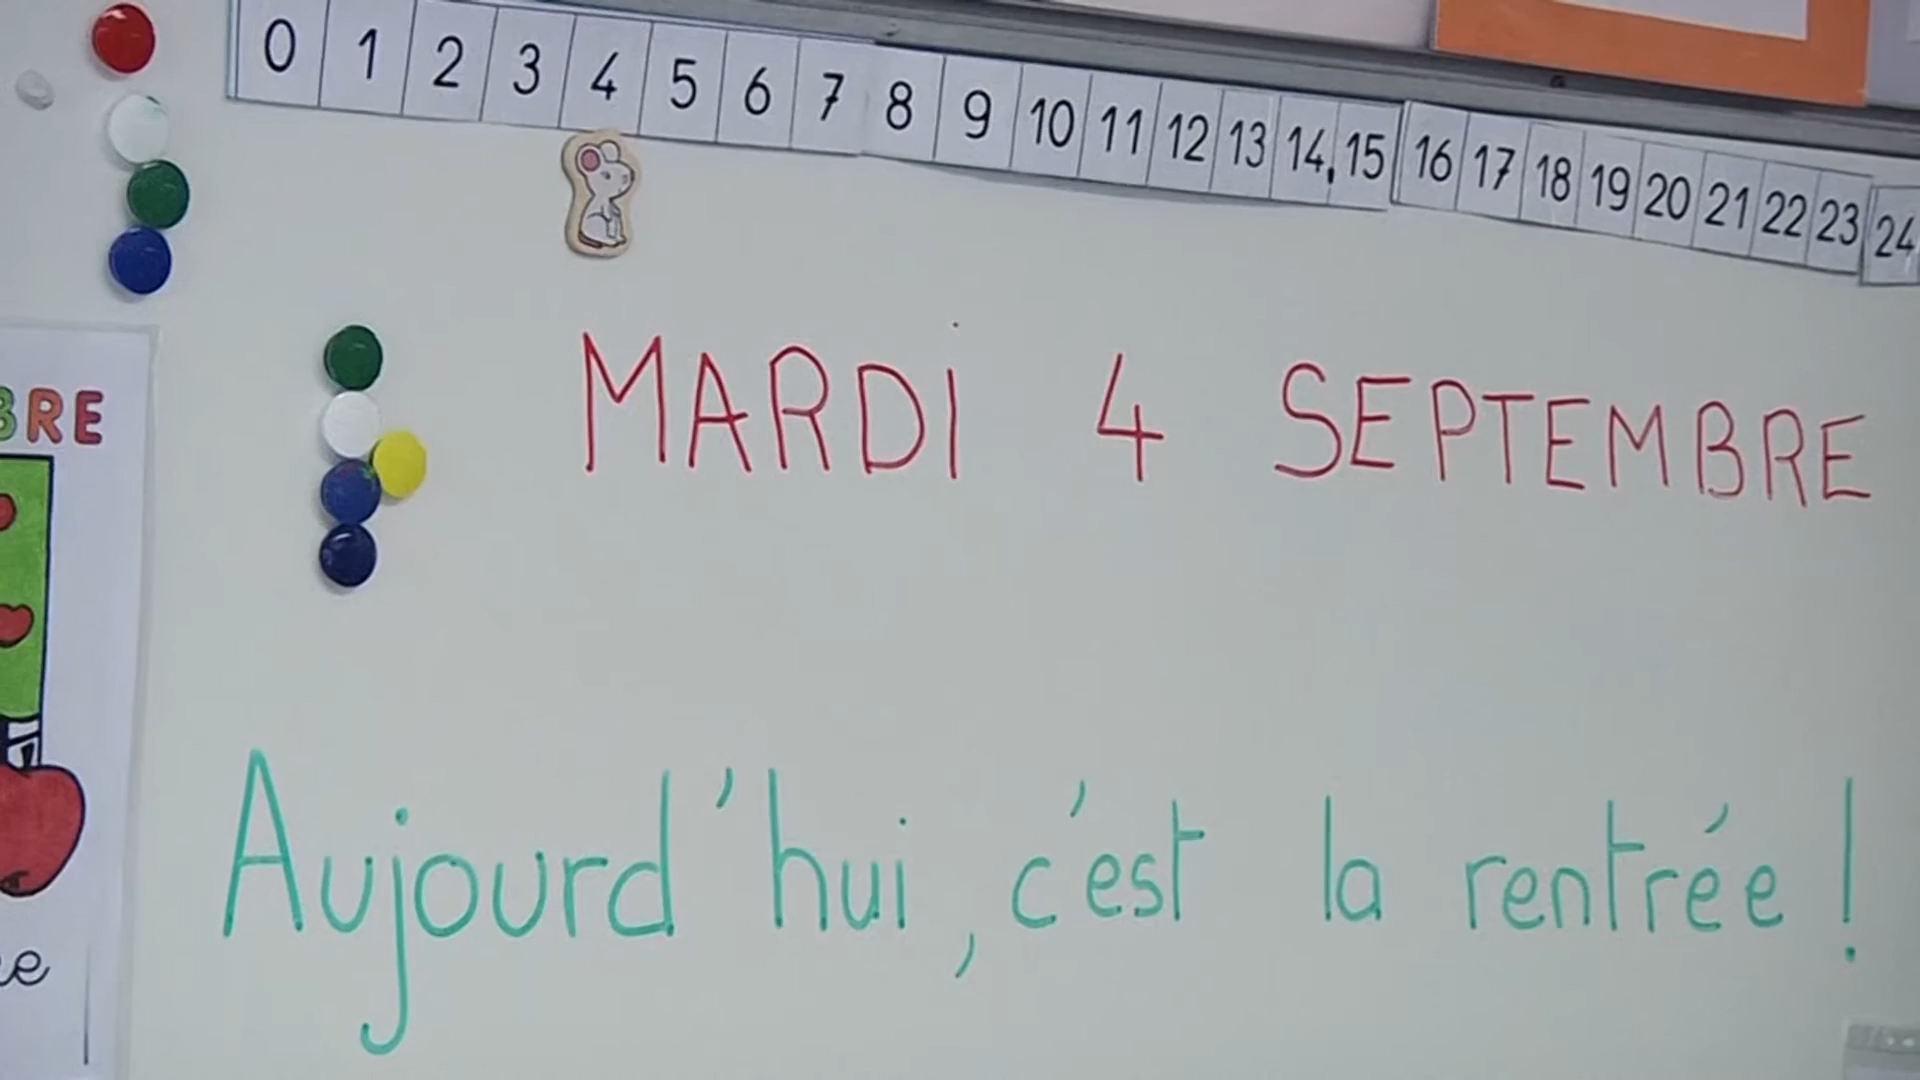 0 1 2 3 4 5 6 7 8 9 10 11 12 13 14 15 16 17 18 19 20 21 22 23 24
BRE
MARDI 4 SEPTEMBRE
Aujourd'hui, c'est la rentrée !